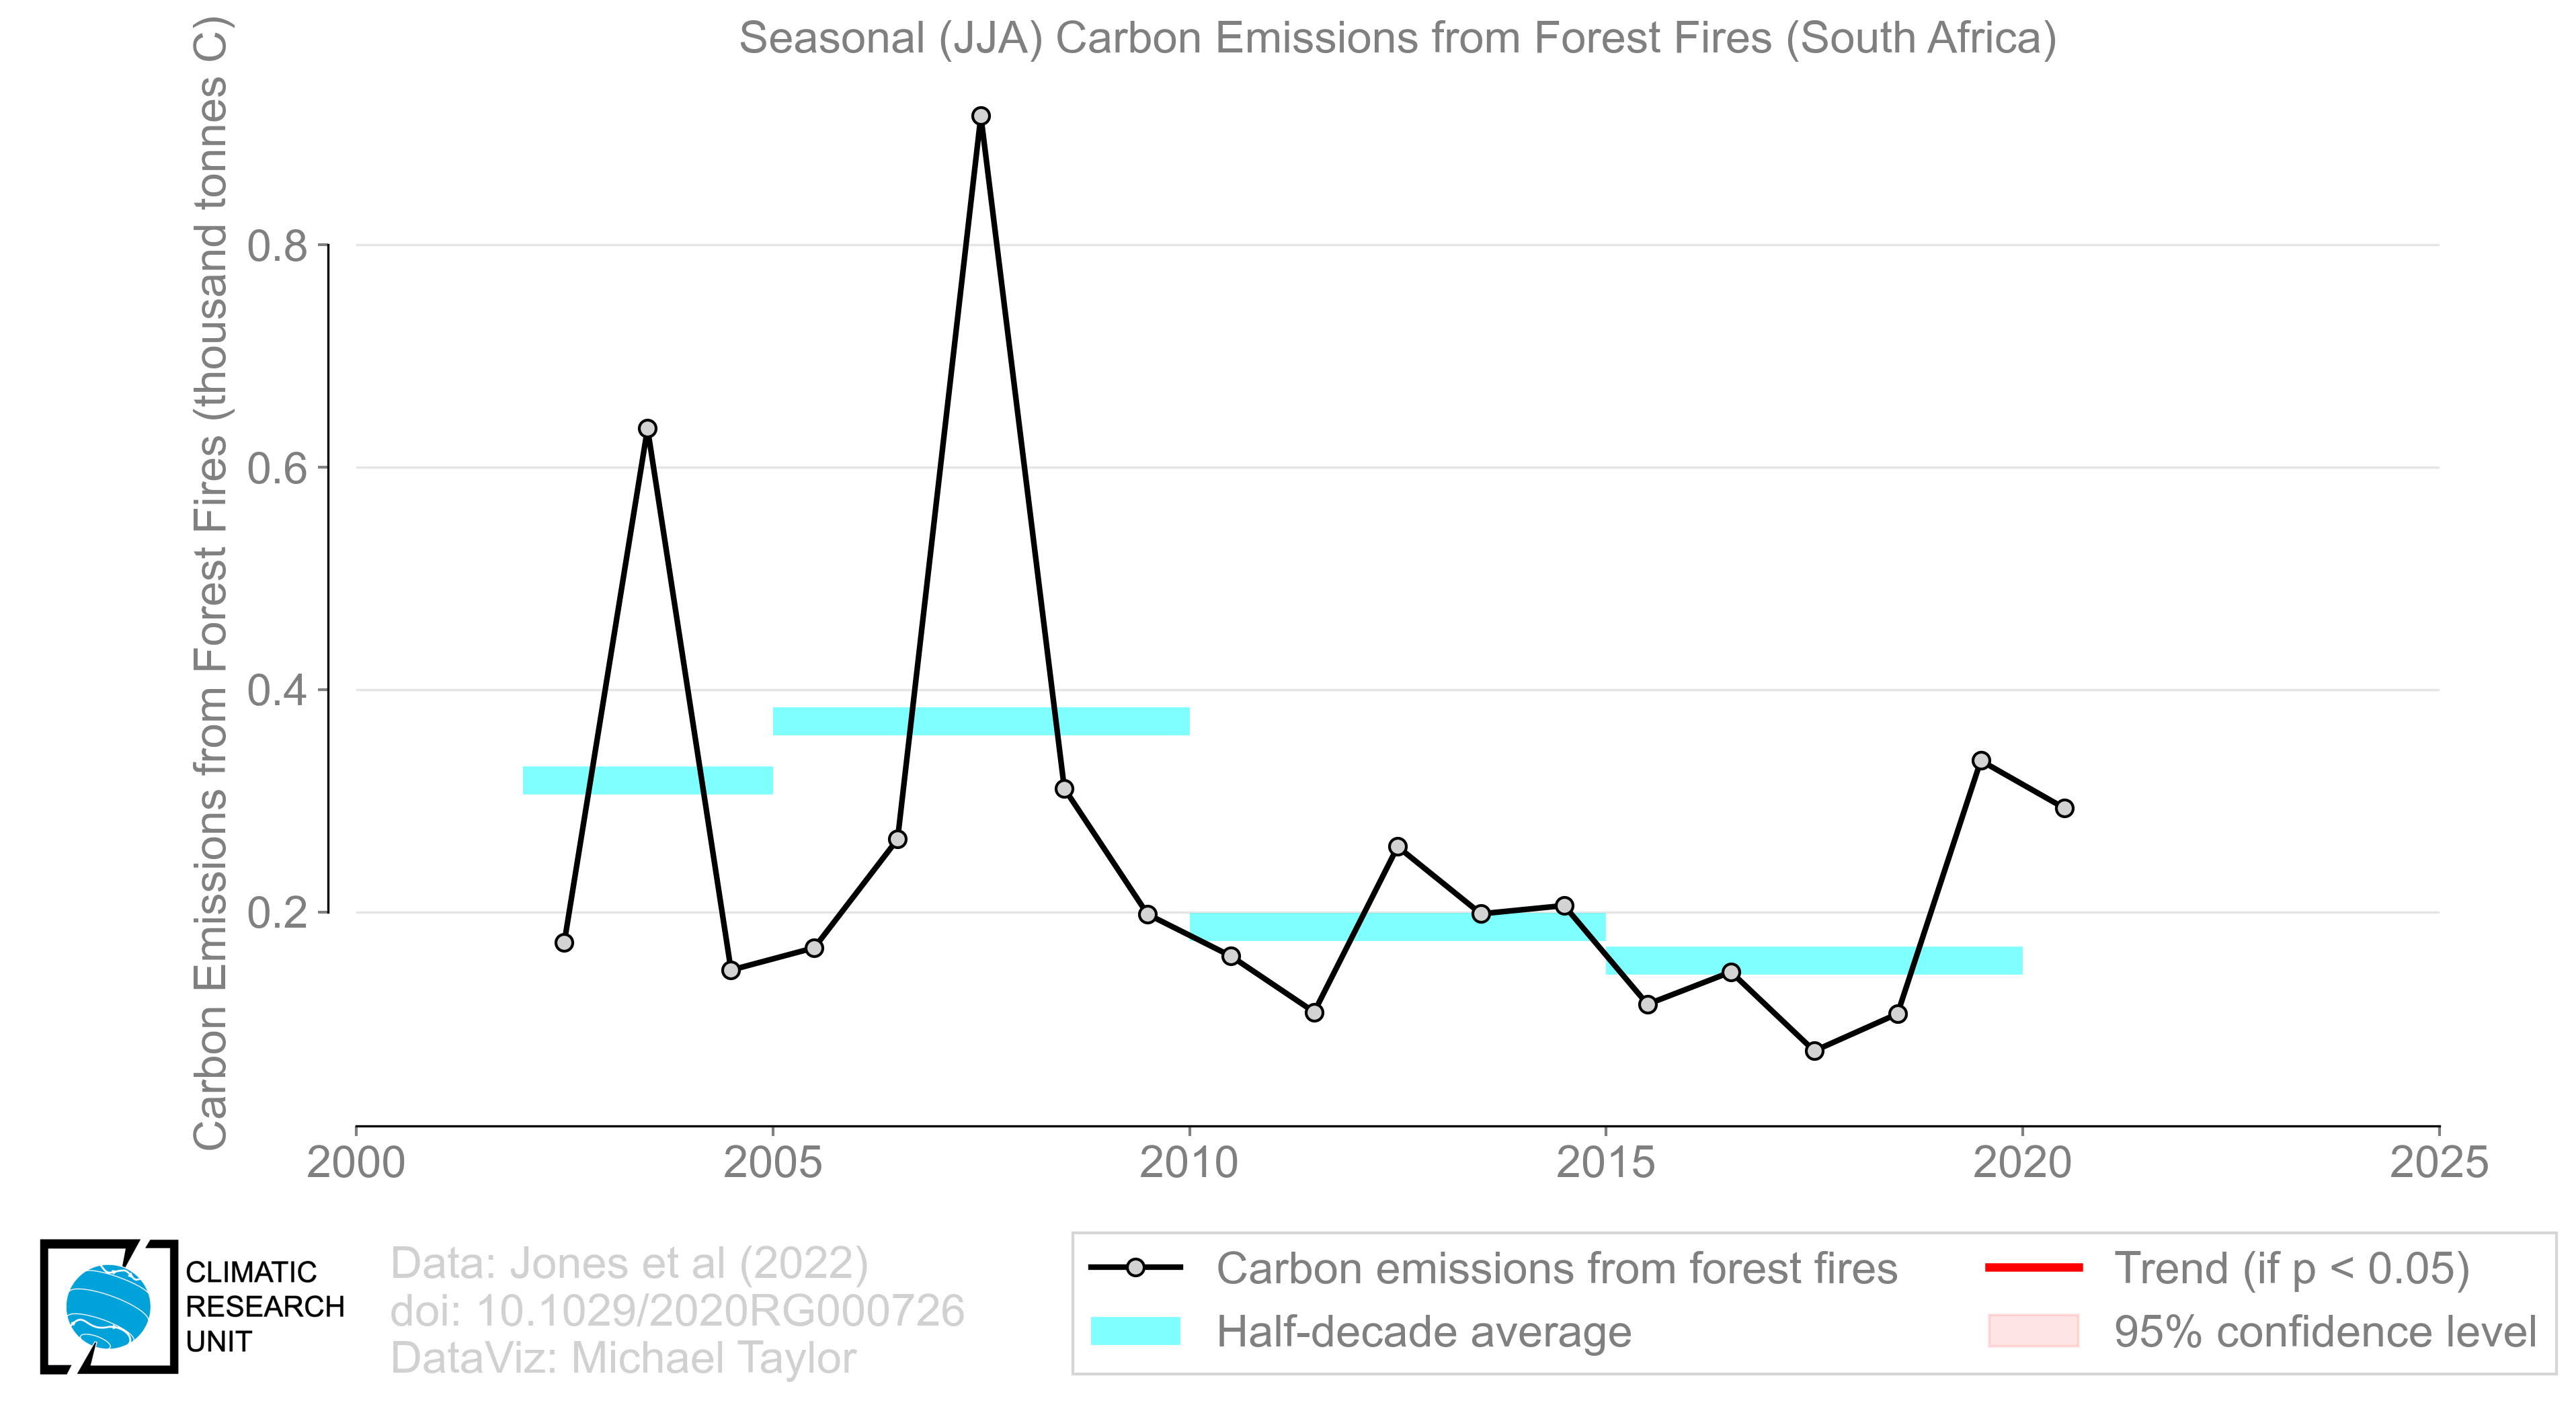 Seasonal (JJA) Carbon Emissions from Forest Fires (South Africa)
Carbon Emissions from Forest Fires (thousand tonnes C)
0.8
0.6
0.4
0.2
2000
2005
2010
2015
2020
2025
CLIMATIC
RESEARCH
UNIT
Data: Jones et al (2022)
doi: 10.1029/2020RG000726
DataViz: Michael Taylor
Carbon emissions from forest fires
Half-decade average
Trend (if p < 0.05)
95% confidence level